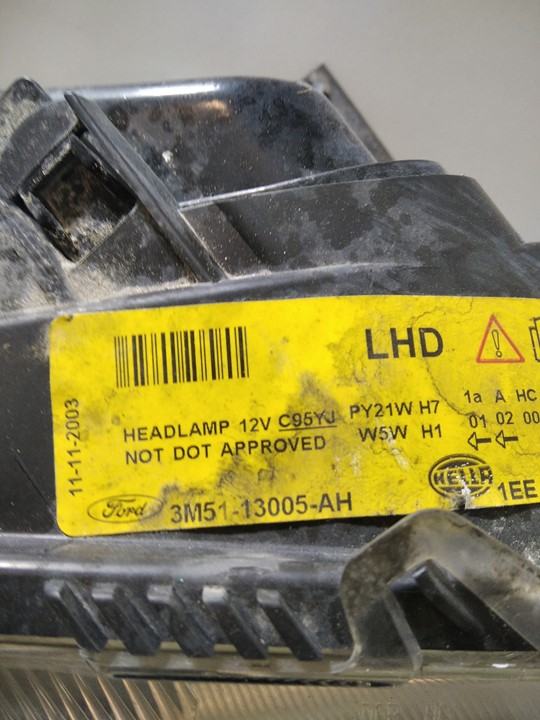 LHD
11-11-2003
HEADLAMP 12V C95YJ PY21W H7
NOT DOT APPROVED W5W H1
1a A HC
01 02 00
HELLA
1EE
Ford 3M51-13005-AH